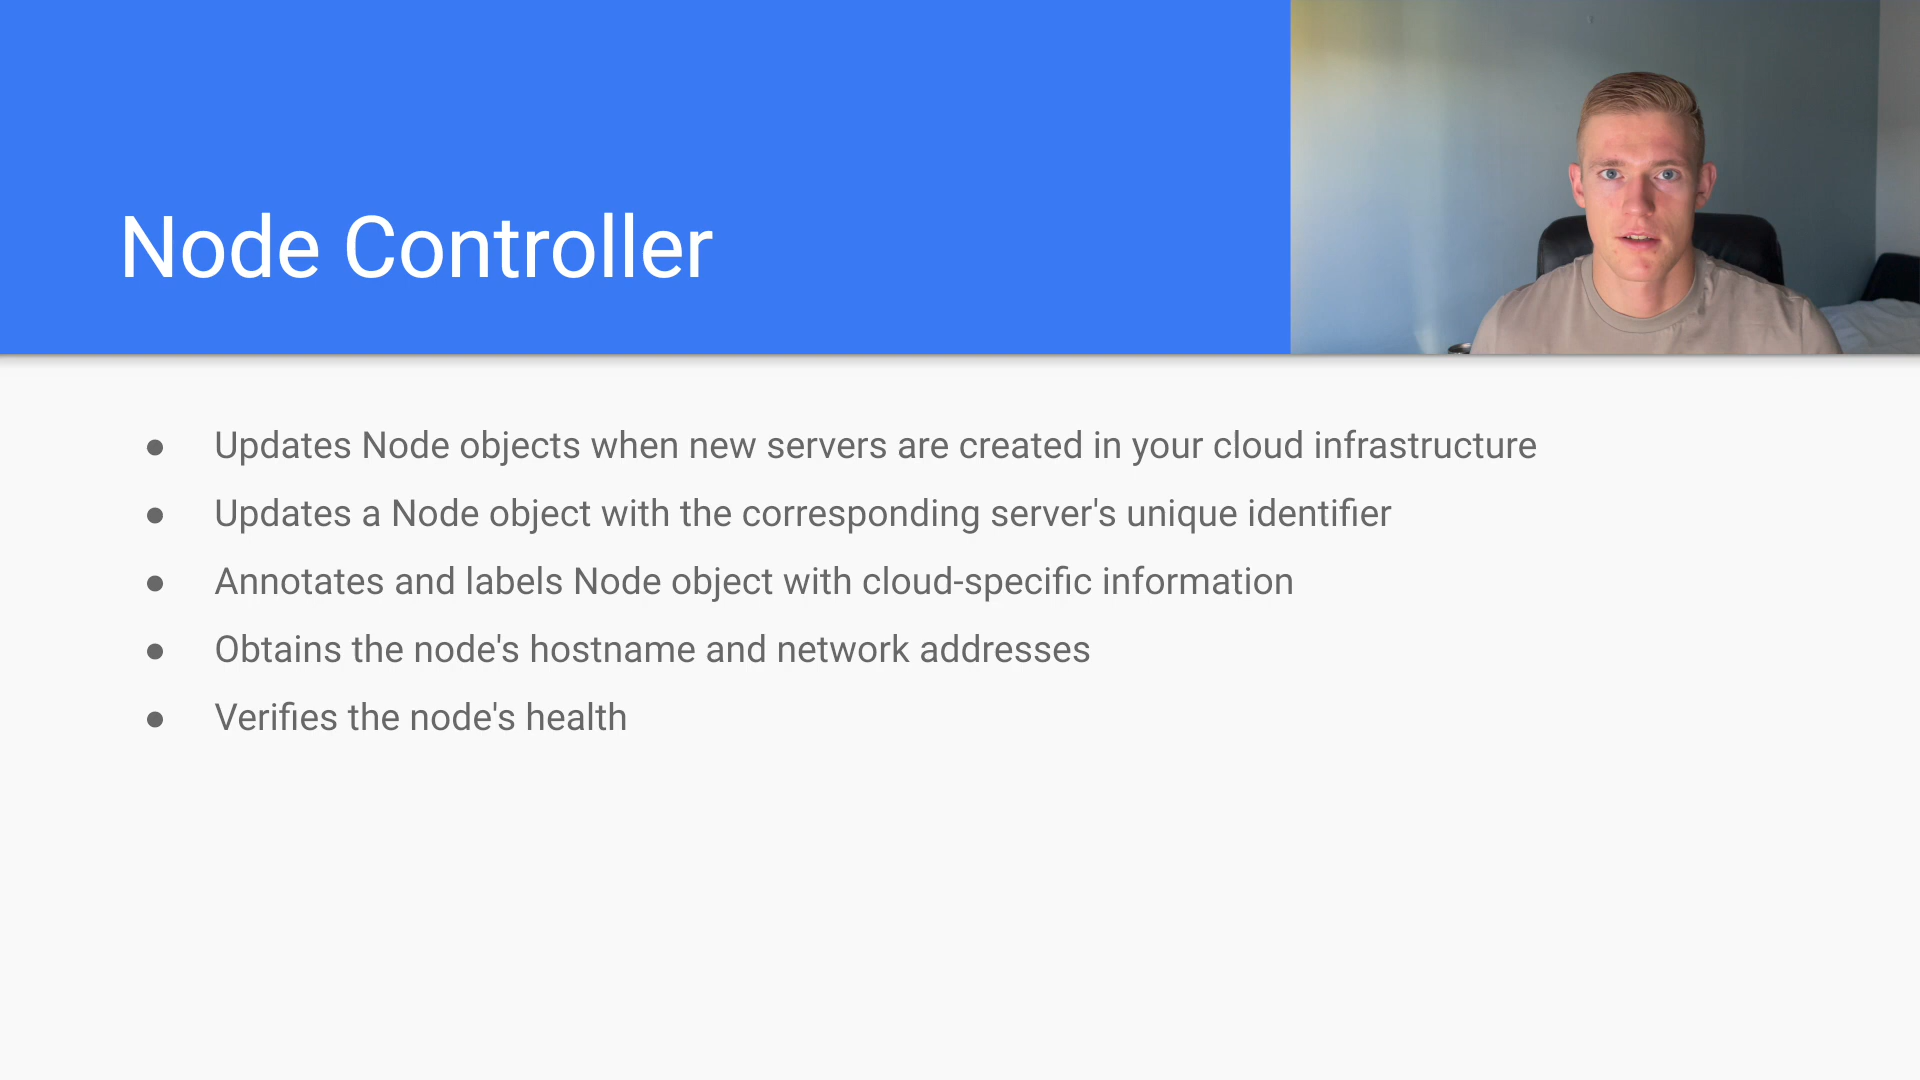 Node Controller
● Updates Node objects when new servers are created in your cloud infrastructure
● Updates a Node object with the corresponding server's unique identifier
● Annotates and labels Node object with cloud-specific information
● Obtains the node's hostname and network addresses
● Verifies the node's health